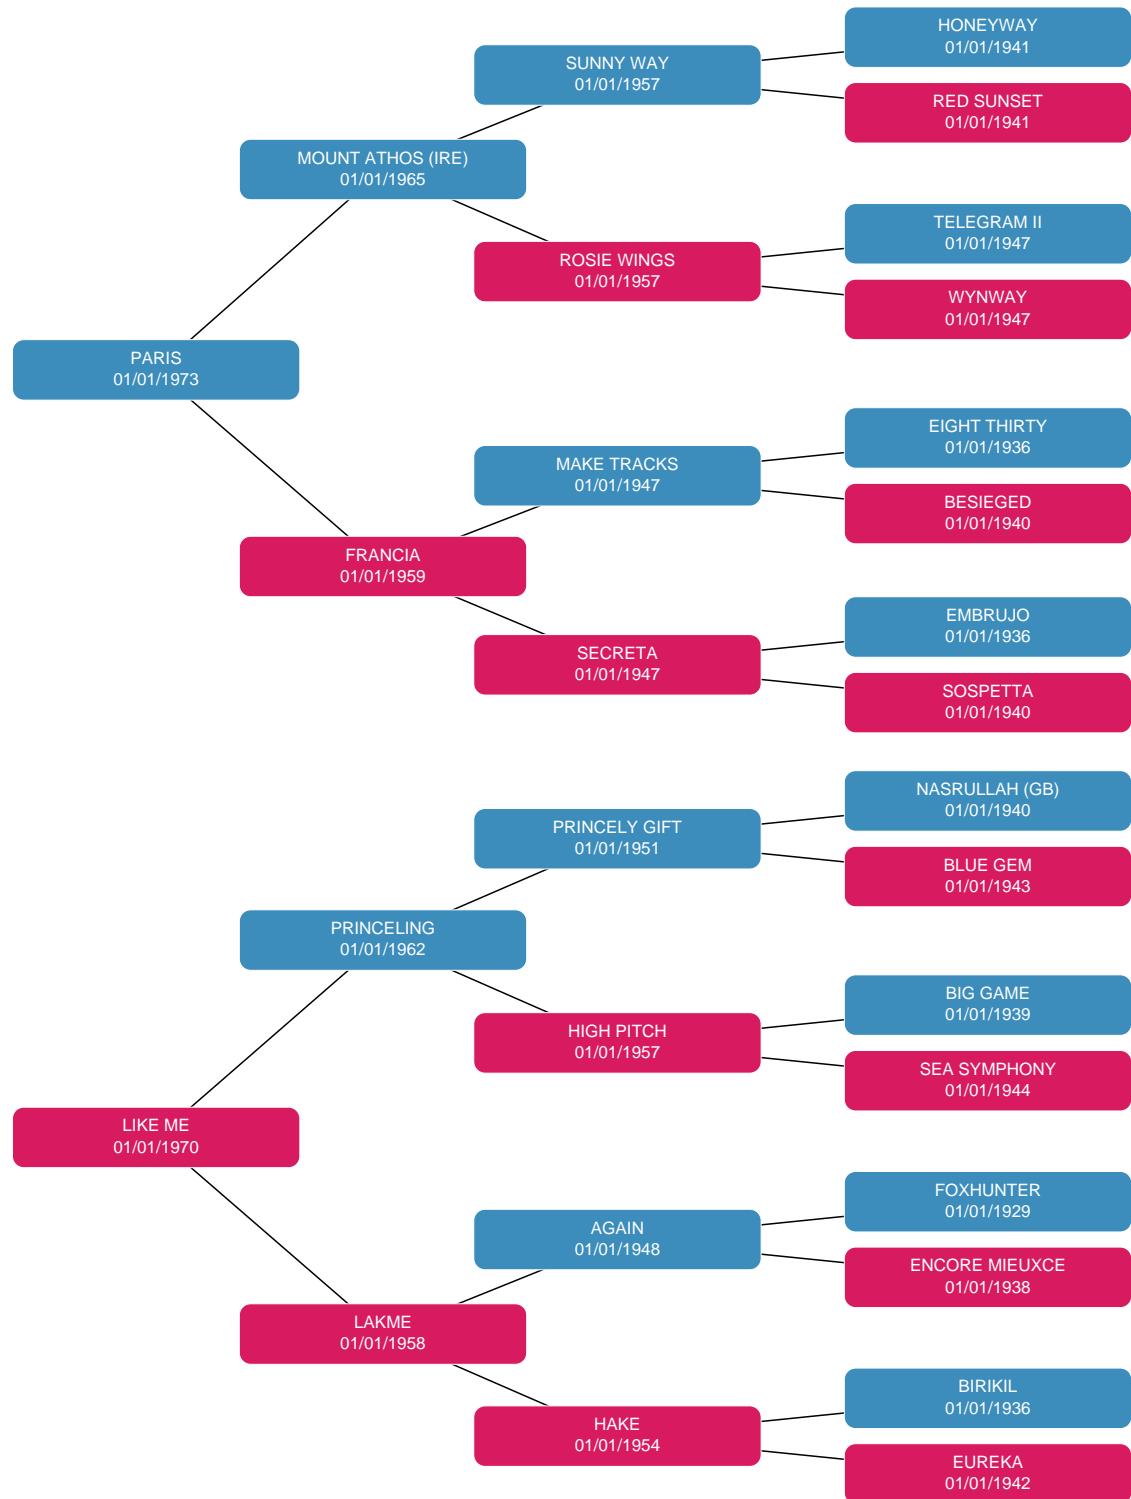 HONEYWAY
01/01/1941
SUNNY WAY
01/01/1957
RED SUNSET
01/01/1941
MOUNT ATHOS (IRE)
01/01/1965
TELEGRAM II
01/01/1947
ROSIE WINGS
01/01/1957
WYNWAY
01/01/1947
PARIS
01/01/1973
EIGHT THIRTY
01/01/1936
MAKE TRACKS
01/01/1947
BESIEGED
01/01/1940
FRANCIA
01/01/1959
EMBRUJO
01/01/1936
SECRETA
01/01/1947
SOSPETTA
01/01/1940
NASRULLAH (GB)
01/01/1940
PRINCELY GIFT
01/01/1951
BLUE GEM
01/01/1943
PRINCELING
01/01/1962
BIG GAME
01/01/1939
HIGH PITCH
01/01/1957
SEA SYMPHONY
01/01/1944
LIKE ME
01/01/1970
FOXHUNTER
01/01/1929
AGAIN
01/01/1948
ENCORE MIEUXCE
01/01/1938
LAKME
01/01/1958
BIRIKIL
01/01/1936
HAKE
01/01/1954
EUREKA
01/01/1942